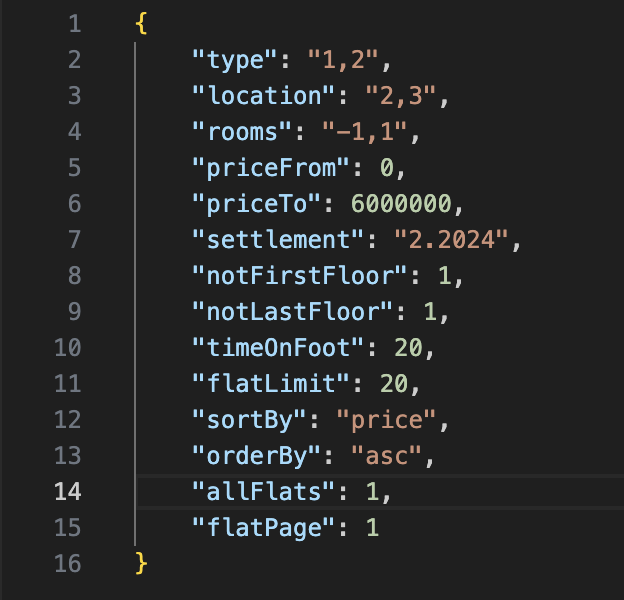 1 {
2 "type": "1,2",
3 "location": "2,3",
4 "rooms": "-1,1",
5 "priceFrom": 0,
6 "priceTo": 6000000,
7 "settlement": "2.2024",
8 "notFirstFloor": 1,
9 "notLastFloor": 1,
10 "timeOnFoot": 20,
11 "flatLimit": 20,
12 "sortBy": "price",
13 "orderBy": "asc",
14 "allFlats": 1,
15 "flatPage": 1
16 }